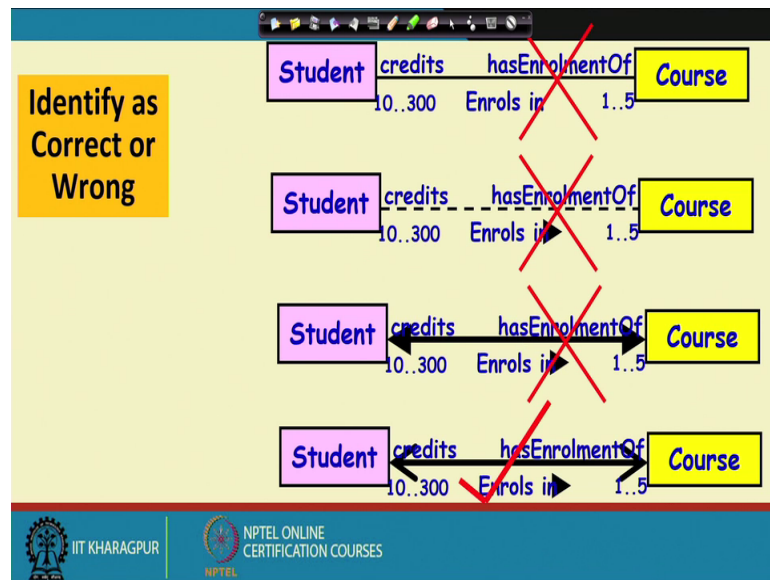 Identify as
Correct or
Wrong
Student credits hasEnrolmentOf Course
10..300 Enrols in 1..5
Student credits hasEnrolmentOf Course
10..300 Enrols in 1..5
Student credits hasEnrolmentOf Course
10..300 Enrols in 1..5
Student credits hasEnrolmentOf Course
10..300 Enrols in 1..5
IIT KHARAGPUR
NPTEL
NPTEL ONLINE
CERTIFICATION COURSES